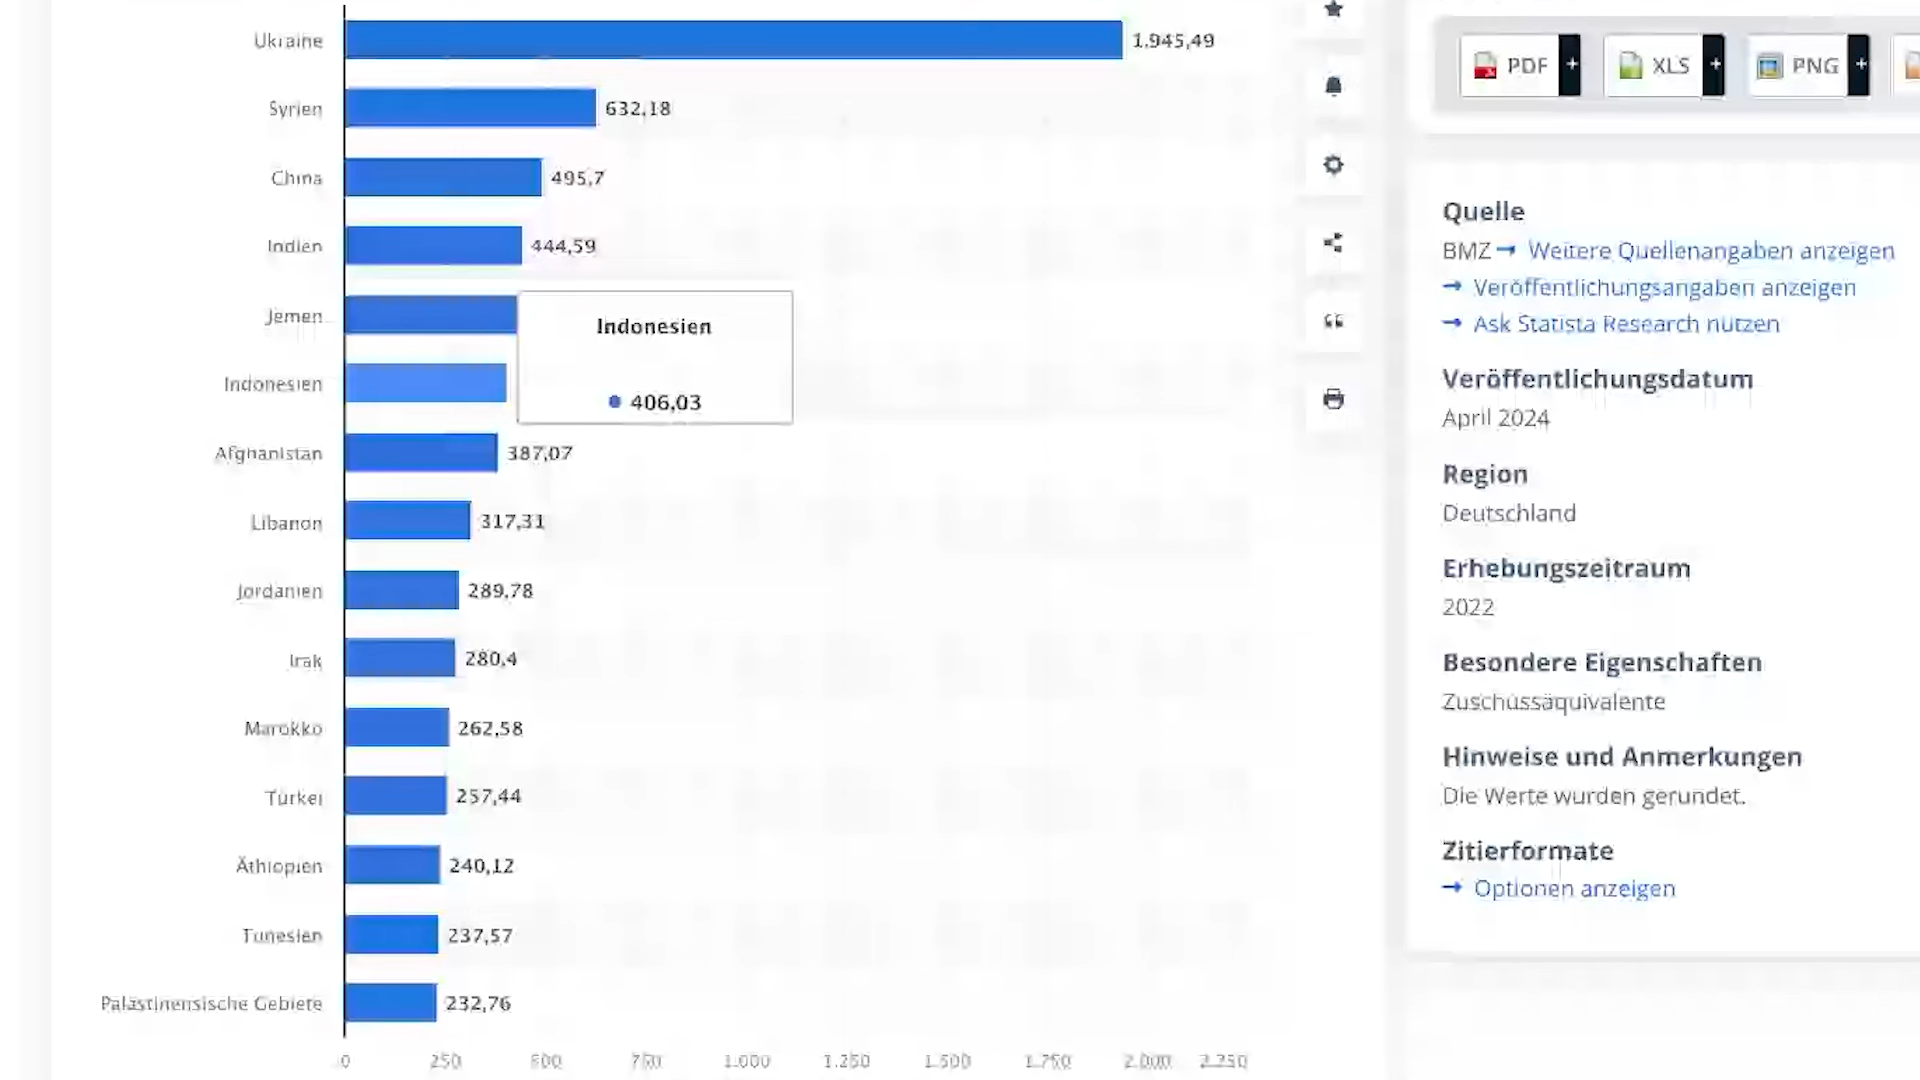 Ukraine 1.945,49
Syrien 632,18
China 495,7
Indien 444,59
Jemen
Indonesien
Indonesien
406,03
Afghanistan 387,07
Libanon 317,31
Jordanien 289,78
Irak 280,4
Marokko 262,58
Türkei 257,44
Äthiopien 240,12
Tunesien 237,57
Palästinensische Gebiete 232,76
0 250 500 750 1.000 1.250 1.500 1.750 2.000 2.250
PDF + XLS + PNG +
Quelle
BMZ → Weitere Quellenangaben anzeigen
→ Veröffentlichungsangaben anzeigen
→ Ask Statista Research nutzen
Veröffentlichungsdatum
April 2024
Region
Deutschland
Erhebungszeitraum
2022
Besondere Eigenschaften
Zuschussäquivalente
Hinweise und Anmerkungen
Die Werte wurden gerundet.
Zitierformate
→ Optionen anzeigen